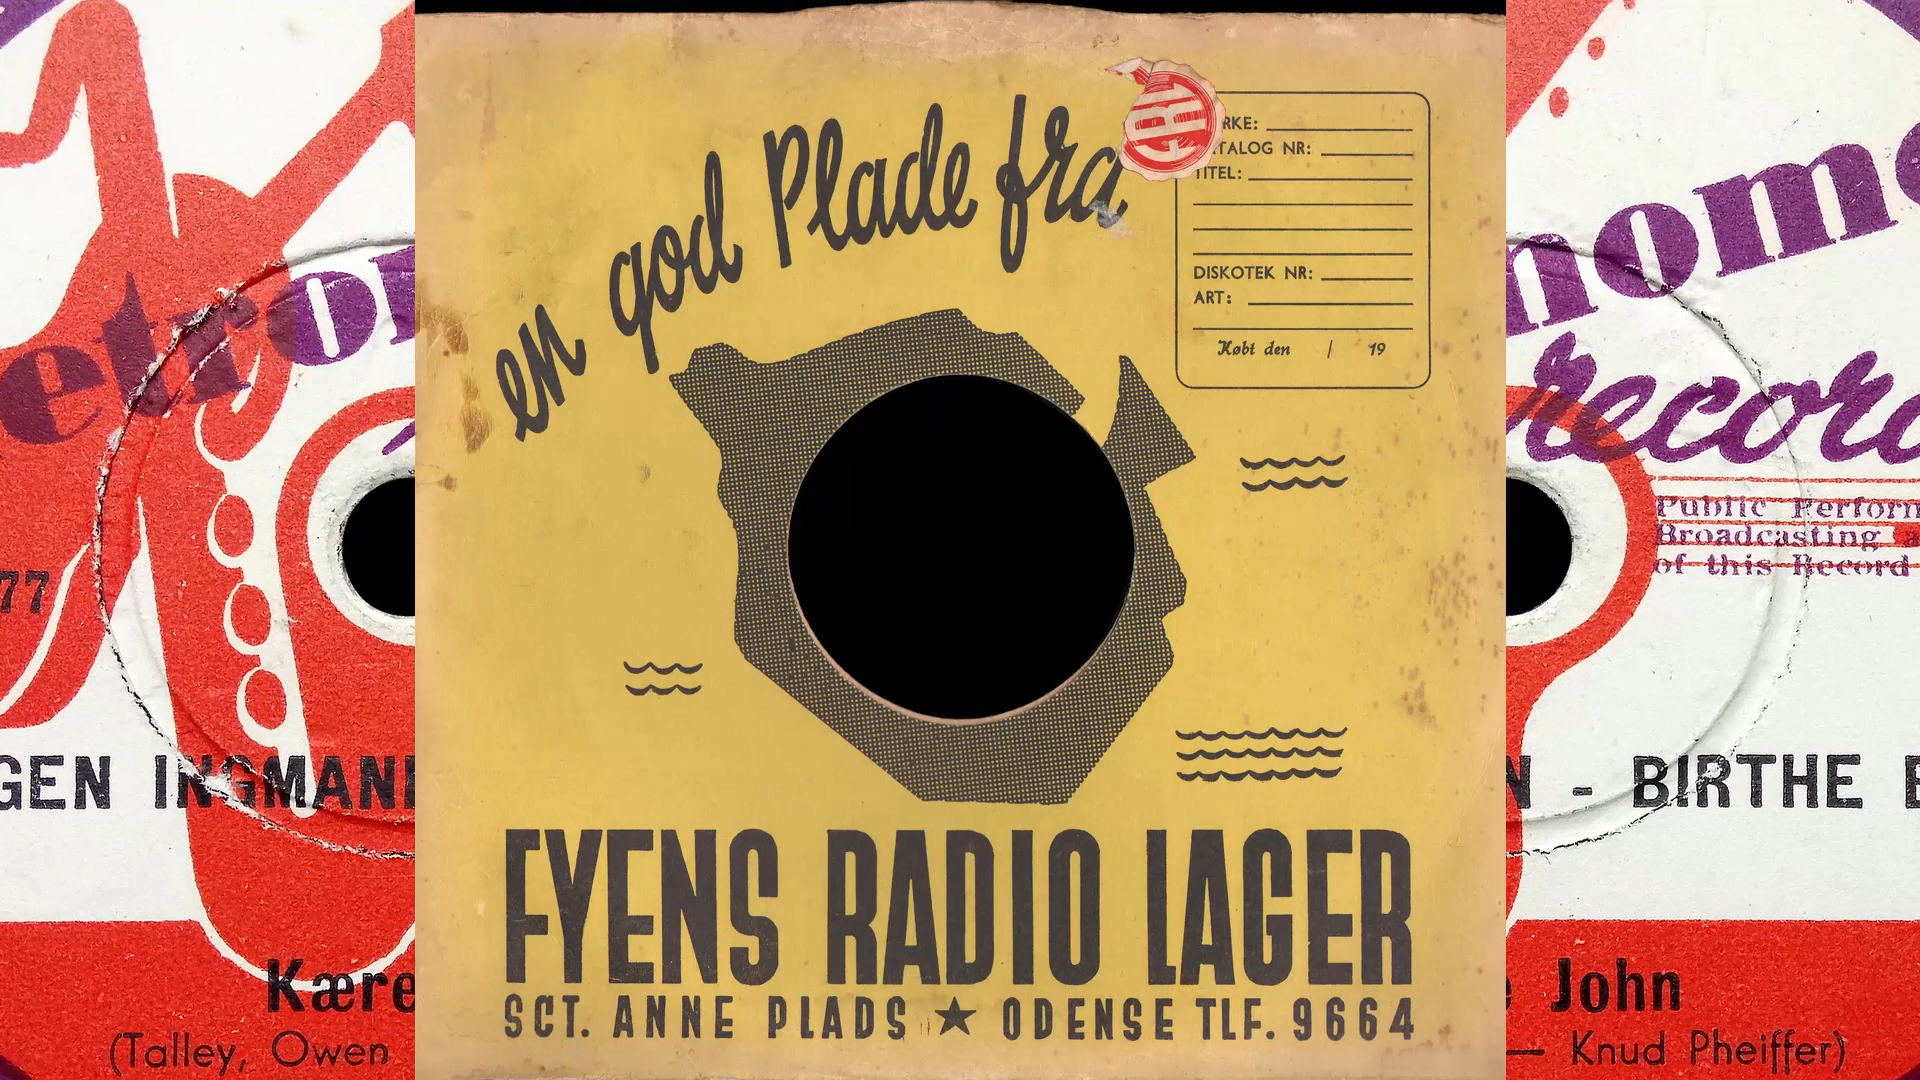 en god Plade fra
RKE:
TALOG NR:
TITEL:
DISKOTEK NR:
ART:
Købt den / 19
FYENS RADIO LAGER
SCT. ANNE PLADS ★ ODENSE TLF. 9664
etron
77
GEN INGMANN
Kære
(Talley, Owen
nome
record
Public Perform
Broadcasting a
of this Record
N - BIRTHE B
e John
— Knud Pheiffer)